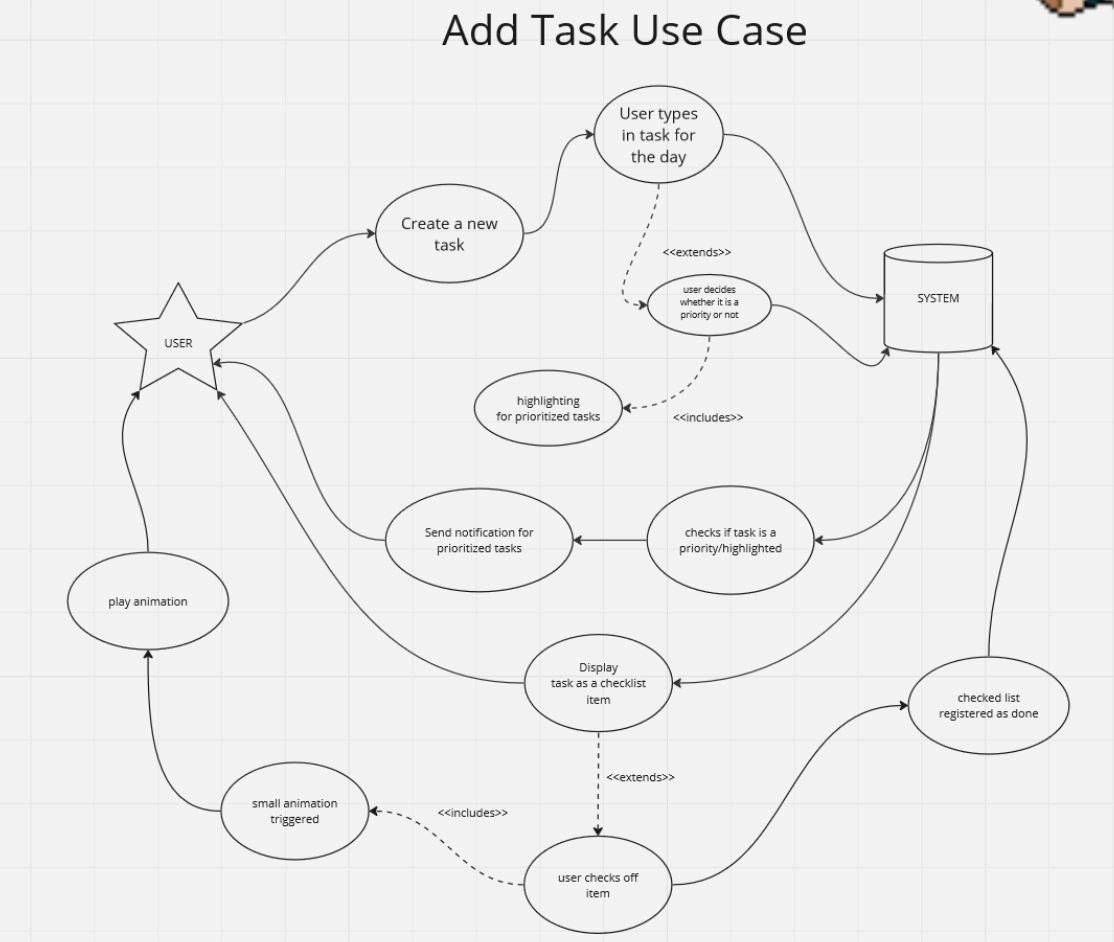 Add Task Use Case
User types
in task for
the day
Create a new
task
<<extends>>
user decides
whether it is a
priority or not
SYSTEM
USER
highlighting
for prioritized tasks
<<includes>>
Send notification for
prioritized tasks
checks if task is a
priority/highlighted
play animation
Display
task as a checklist
item
checked list
registered as done
<<extends>>
small animation
triggered
<<includes>>
user checks off
item